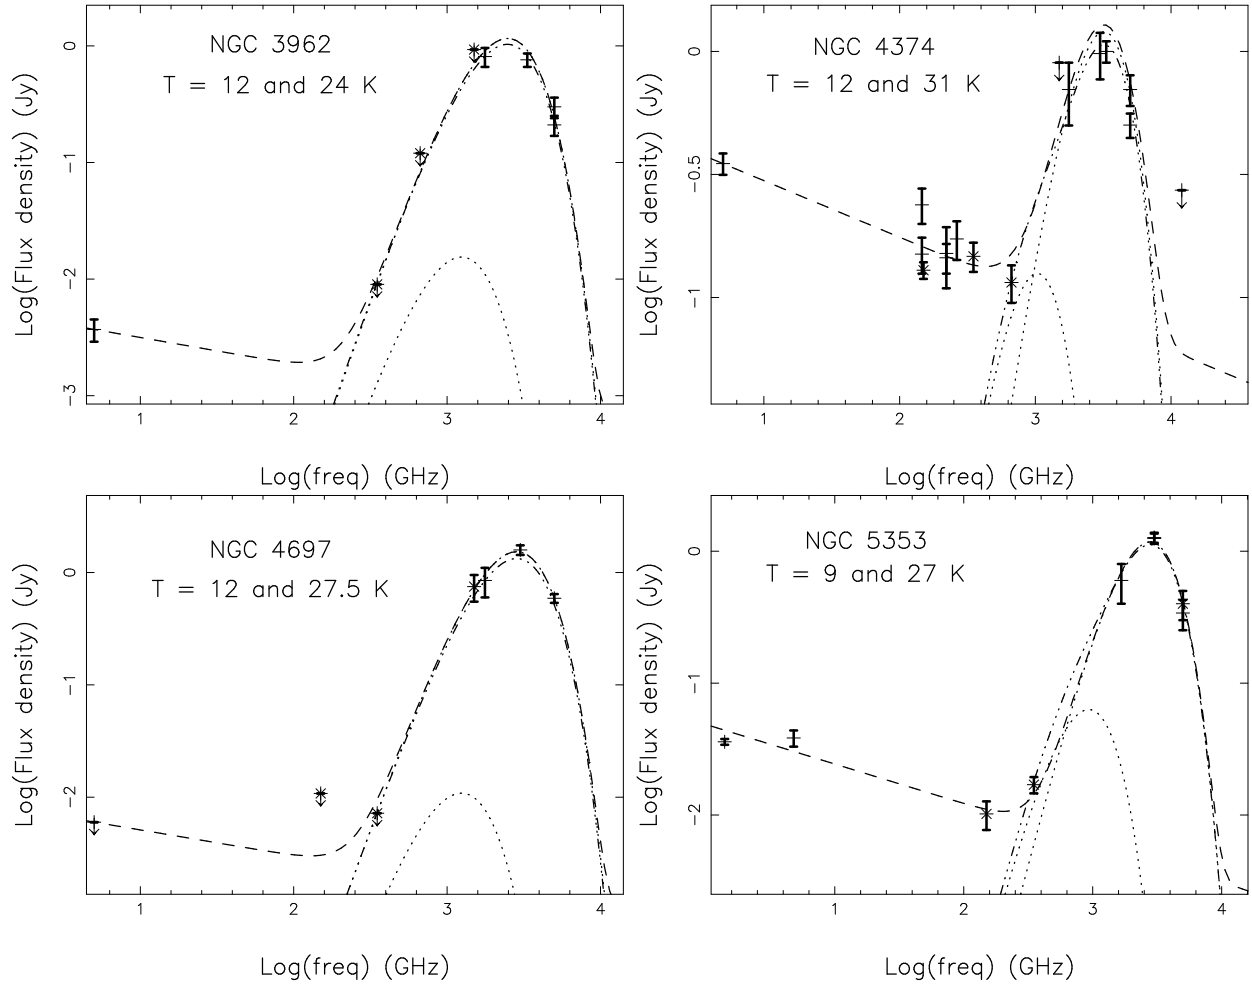 NGC 3962
T = 12 and 24 K
Log(Flux density) (Jy)
0
−1
−2
−3
1 2 3 4
Log(freq) (GHz)
NGC 4374
T = 12 and 31 K
Log(Flux density) (Jy)
0
−0.5
−1
1 2 3 4
Log(freq) (GHz)
NGC 4697
T = 12 and 27.5 K
Log(Flux density) (Jy)
0
−1
−2
1 2 3 4
Log(freq) (GHz)
NGC 5353
T = 9 and 27 K
Log(Flux density) (Jy)
0
−1
−2
1 2 3 4
Log(freq) (GHz)